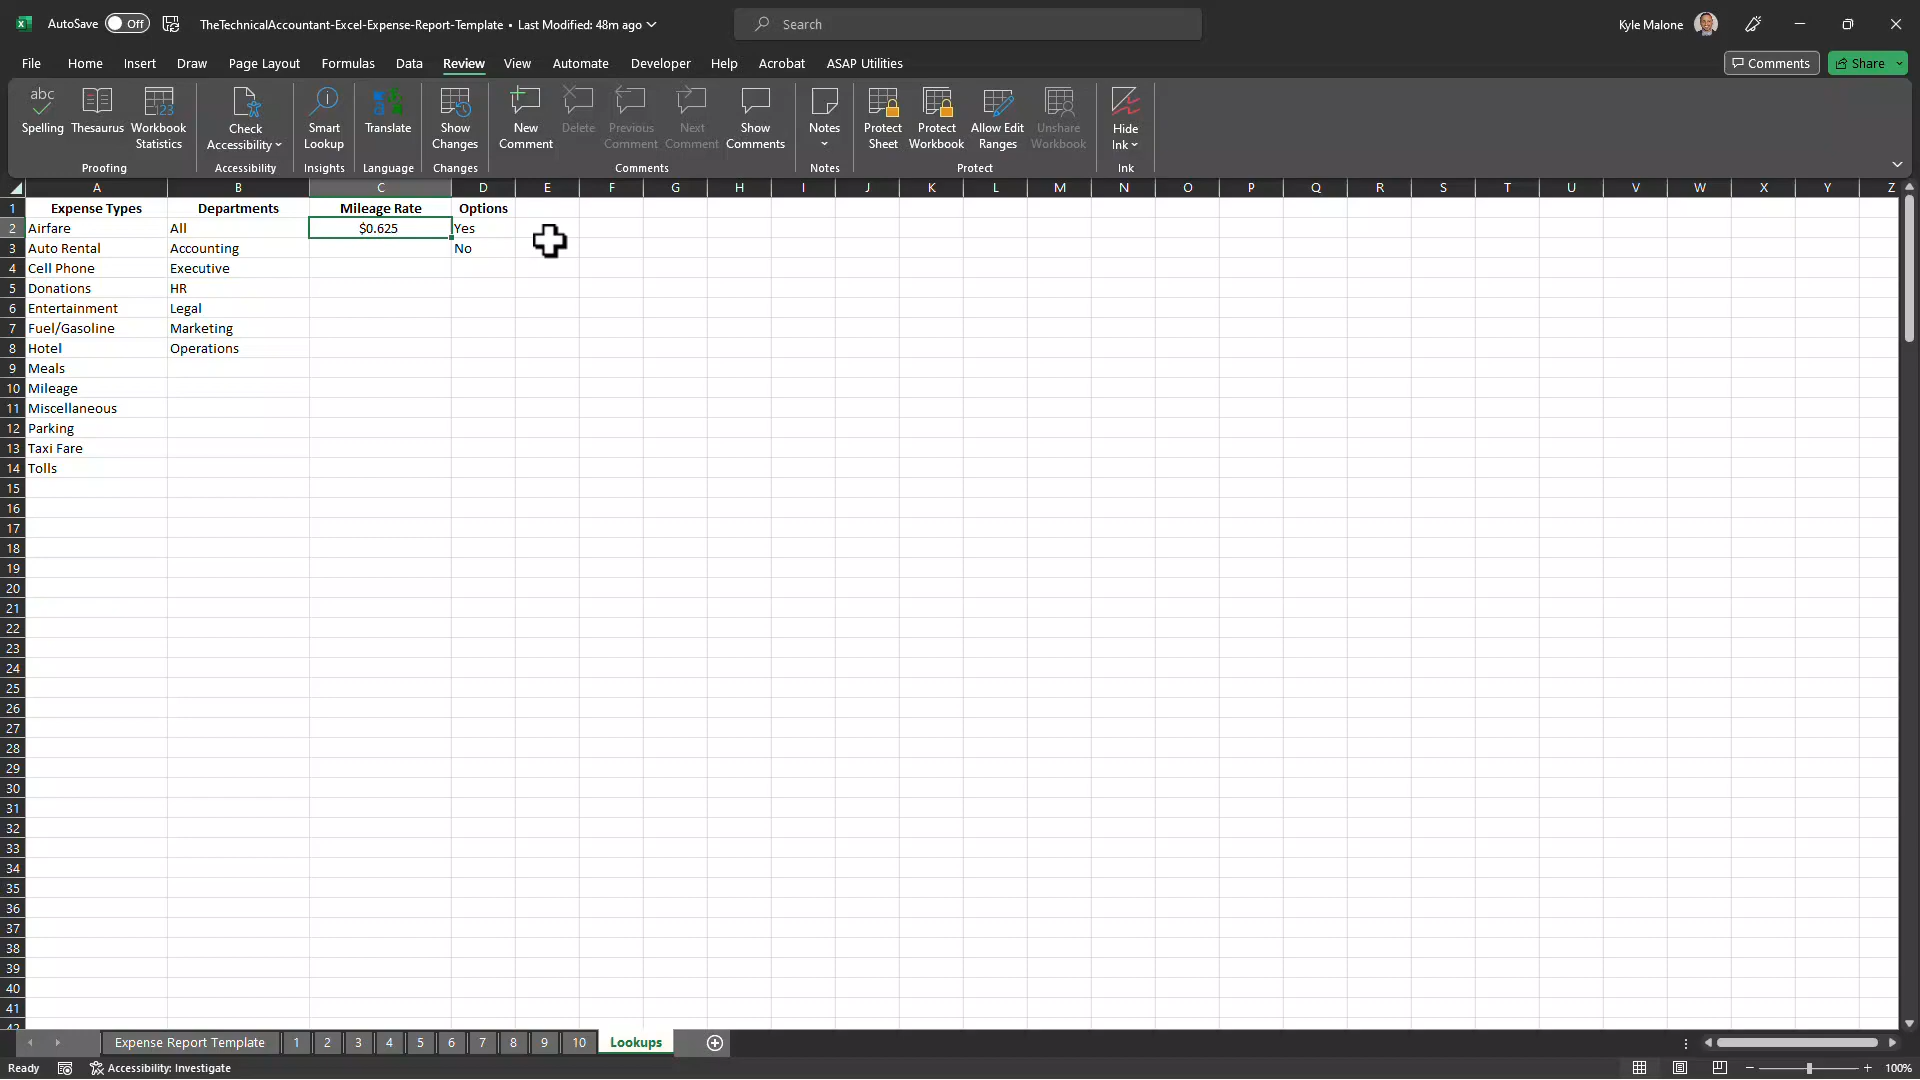 AutoSave Off TheTechnicalAccountant-Excel-Expense-Report-Template • Last Modified: 48m ago Search Kyle Malone
File Home Insert Draw Page Layout Formulas Data Review View Automate Developer Help Acrobat ASAP Utilities Comments Share
Spelling Thesaurus Workbook Statistics Check Accessibility Smart Lookup Translate Show Changes New Comment Delete Previous Comment Next Comment Show Comments Notes Protect Sheet Protect Workbook Allow Edit Ranges Unshare Workbook Hide Ink
Proofing Accessibility Insights Language Changes Comments Notes Protect Ink
A B C D E F G H I J K L M N O P Q R S T U V W X Y Z
1 Expense Types Departments Mileage Rate Options
2 Airfare All $0.625 Yes
3 Auto Rental Accounting No
4 Cell Phone Executive
5 Donations HR
6 Entertainment Legal
7 Fuel/Gasoline Marketing
8 Hotel Operations
9 Meals
10 Mileage
11 Miscellaneous
12 Parking
13 Taxi Fare
14 Tolls
15
16
17
18
19
20
21
22
23
24
25
26
27
28
29
30
31
32
33
34
35
36
37
38
39
40
41
42
Expense Report Template 1 2 3 4 5 6 7 8 9 10 Lookups
Ready Accessibility: Investigate 100%